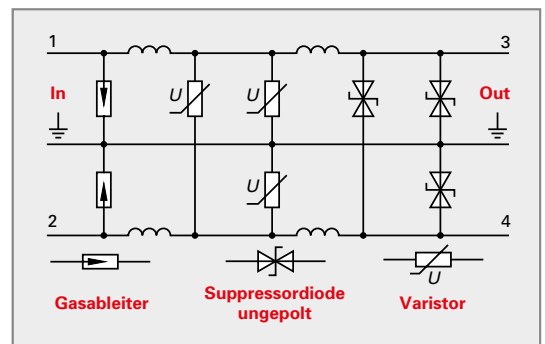 1
3
In
U
U
Out
U
2
4
U
Gasableiter
Suppressordiode
ungepolt
Varistor